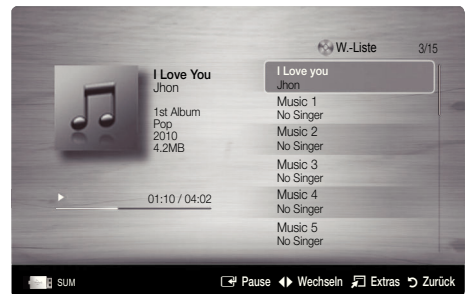 W.-Liste 3/15
I Love You
Jhon
1st Album
Pop
2010
4.2MB
01:10 / 04:02
I Love you
Jhon
Music 1
No Singer
Music 2
No Singer
Music 3
No Singer
Music 4
No Singer
Music 5
No Singer
SUM Pause Wechseln Extras Zurück